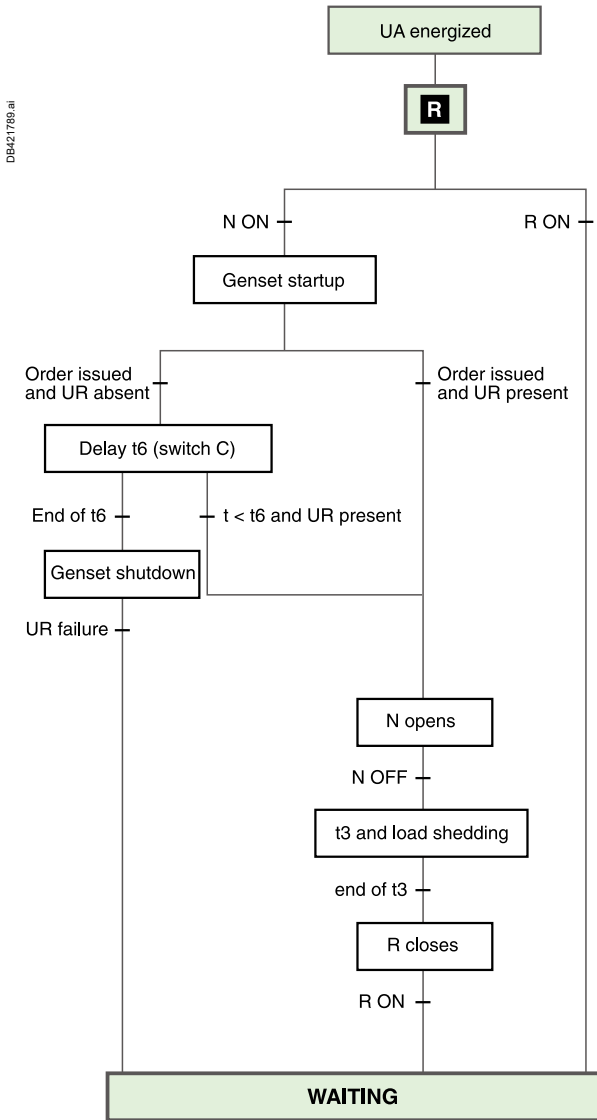 UA energized
DB421789.ai
R
N ON
R ON
Genset startup
Order issued
and UR absent
Order issued
and UR present
Delay t6 (switch C)
End of t6
t < t6 and UR present
Genset shutdown
UR failure
N opens
N OFF
t3 and load shedding
end of t3
R closes
R ON
WAITING